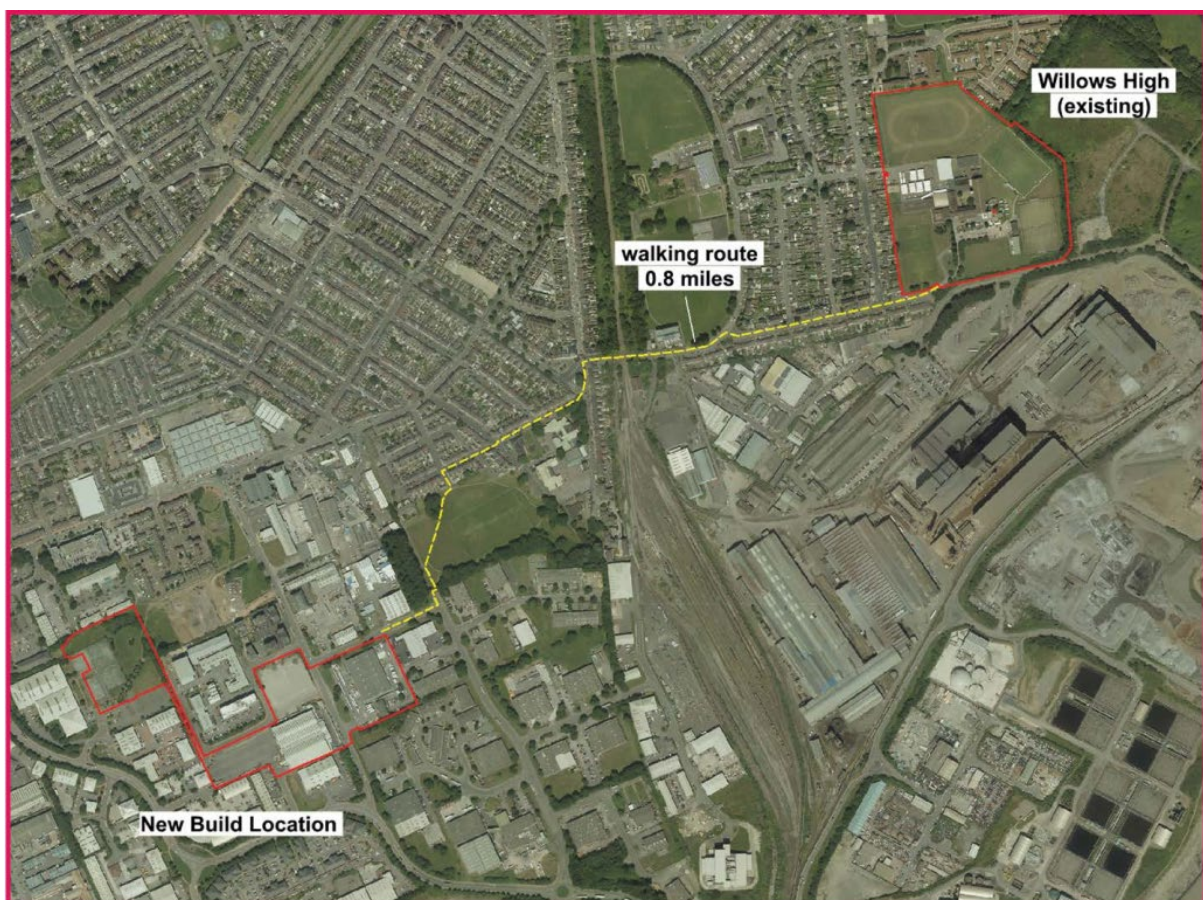 Willows High
(existing)
walking route
0.8 miles
New Build Location